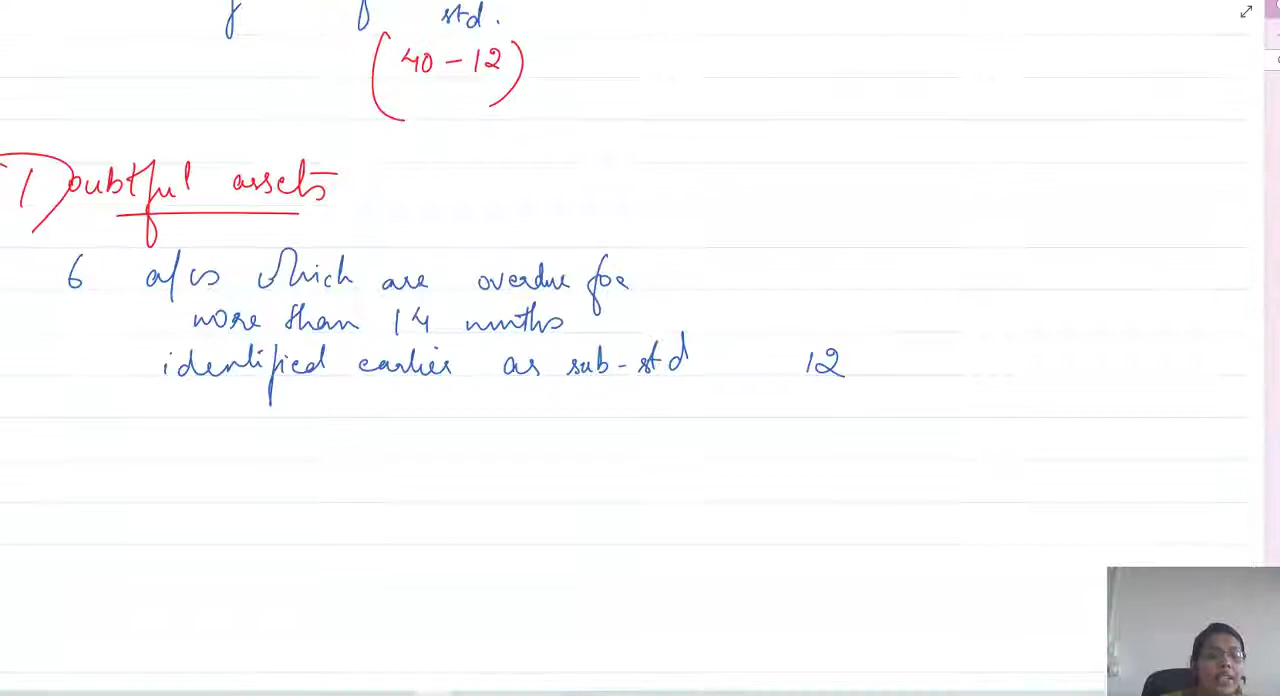 std.
(40 - 12)
Doubtful assets
6 a/cs which are overdue for
more than 14 months
identified earlier as sub-std 12